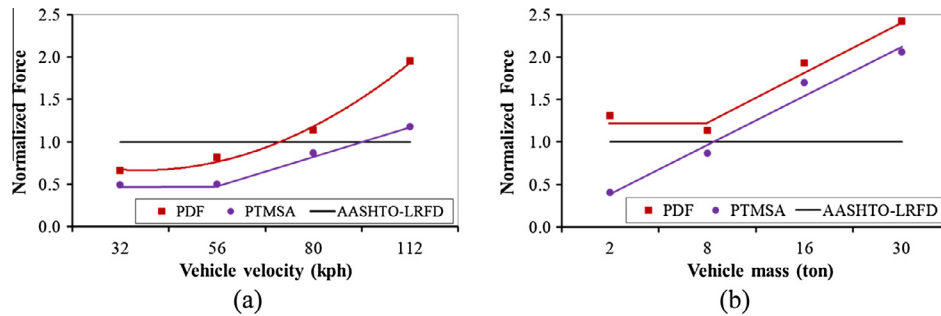 2.5
2.0
1.5
1.0
0.5
0.0
Normalized Force
PDF PTMSA AASHTO-LRFD
32 56 80 112
Vehicle velocity (kph)
(a)
2.5
2.0
1.5
1.0
0.5
0.0
Normalized Force
PDF PTMSA AASHTO-LRFD
2 8 16 30
Vehicle mass (ton)
(b)